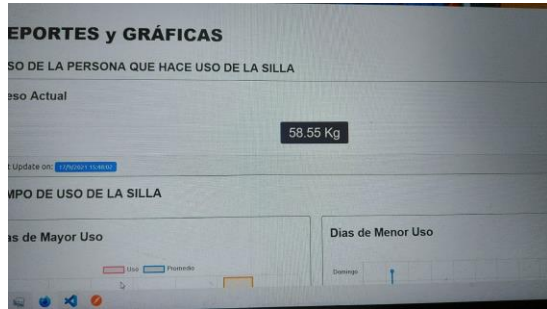 EPORTES y GRÁFICAS
SO DE LA PERSONA QUE HACE USO DE LA SILLA
eso Actual
58.55 Kg
t Update on:
MPO DE USO DE LA SILLA
as de Mayor Uso
Dias de Menor Uso
Uso Promedio
Domingo